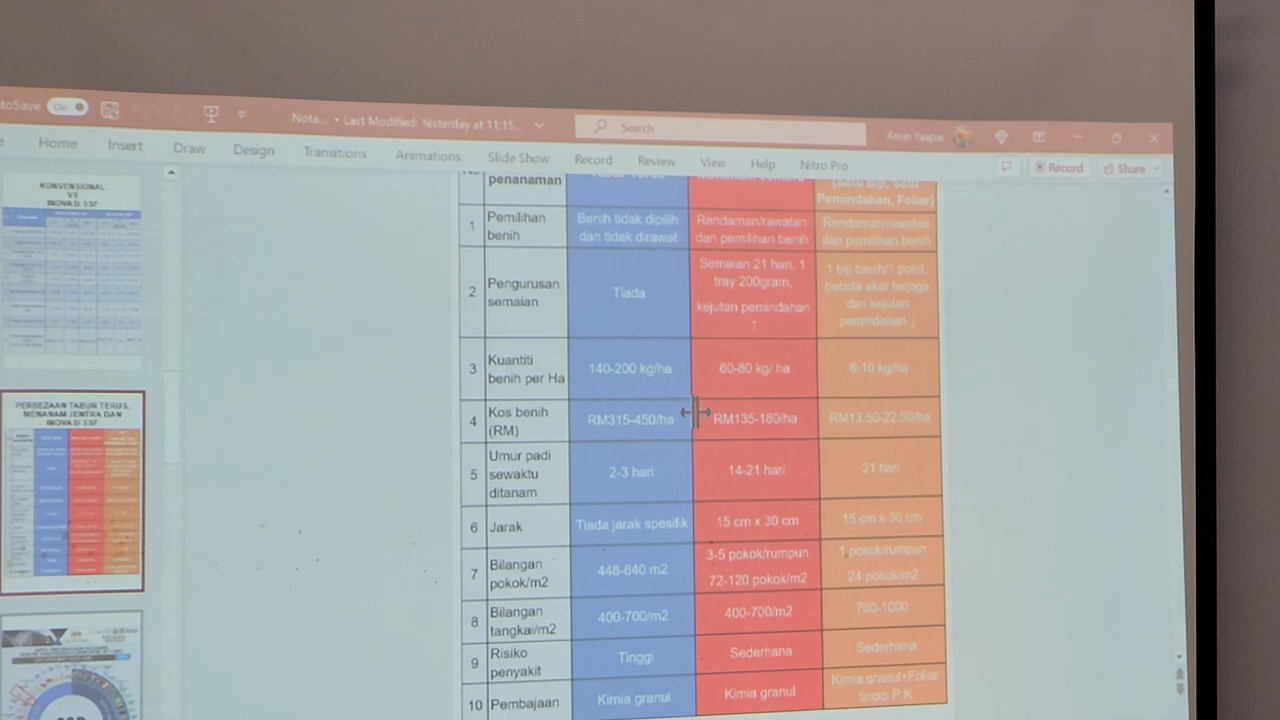 toSave On
Nota... • Last Modified: Yesterday at 11:15...
Search
Amin Yaapar
Home Insert Draw Design Transitions Animations Slide Show Record Review View Help Nitro Pro
Record Share
KONVENSIONAL
VS
INOVASI SSF
PERBEZAAN TABUR TERUS,
MENANAM JENTRA DAN
INOVASI SSF
penanaman
(Satu Biji, Satu
Pemindahan, Foliar)
1
Pemilihan
benih
Benih tidak dipilih
dan tidak dirawat
Rendaman/rawatan
dan pemilihan benih
Rendaman/rawatan
dan pemilihan benih
2
Pengurusan
semaian
Tiada
Semaian 21 hari, 1
tray 200gram,
kejutan pemindahan
↑
1 biji benih/1 point,
bebola akar terjaga
dan kejutan
pemindahan ↓
3
Kuantiti
benih per Ha
140-200 kg/ha
60-80 kg/ ha
6-10 kg/ha
4
Kos benih
(RM)
RM315-450/ha
RM135-180/ha
RM13.50-22.50/ha
5
Umur padi
sewaktu
ditanam
2-3 hari
14-21 hari
21 hari
6
Jarak
Tiada jarak spesifik
15 cm x 30 cm
15 cm x 30 cm
7
Bilangan
pokok/m2
448-640 m2
3-5 pokok/rumpun
72-120 pokok/m2
1 pokok/rumpun
24 pokok/m2
8
Bilangan
tangkai/m2
400-700/m2
400-700/m2
700-1000
9
Risiko
penyakit
Tinggi
Sederhana
Sederhana
10
Pembajaan
Kimia granul
Kimia granul
Kimia granul+Foliar
tinggi P:K